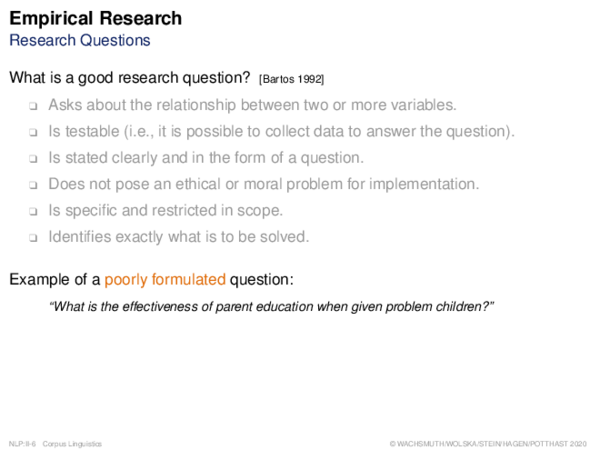 Empirical Research
Research Questions
What is a good research question? [Bartos 1992]
❑ Asks about the relationship between two or more variables.
❑ Is testable (i.e., it is possible to collect data to answer the question).
❑ Is stated clearly and in the form of a question.
❑ Does not pose an ethical or moral problem for implementation.
❑ Is specific and restricted in scope.
❑ Identifies exactly what is to be solved.
Example of a poorly formulated question:
“What is the effectiveness of parent education when given problem children?”
NLP:II-6 Corpus Linguistics © WACHSMUTH/WOLSKA/STEIN/HAGEN/POTTHAST 2020